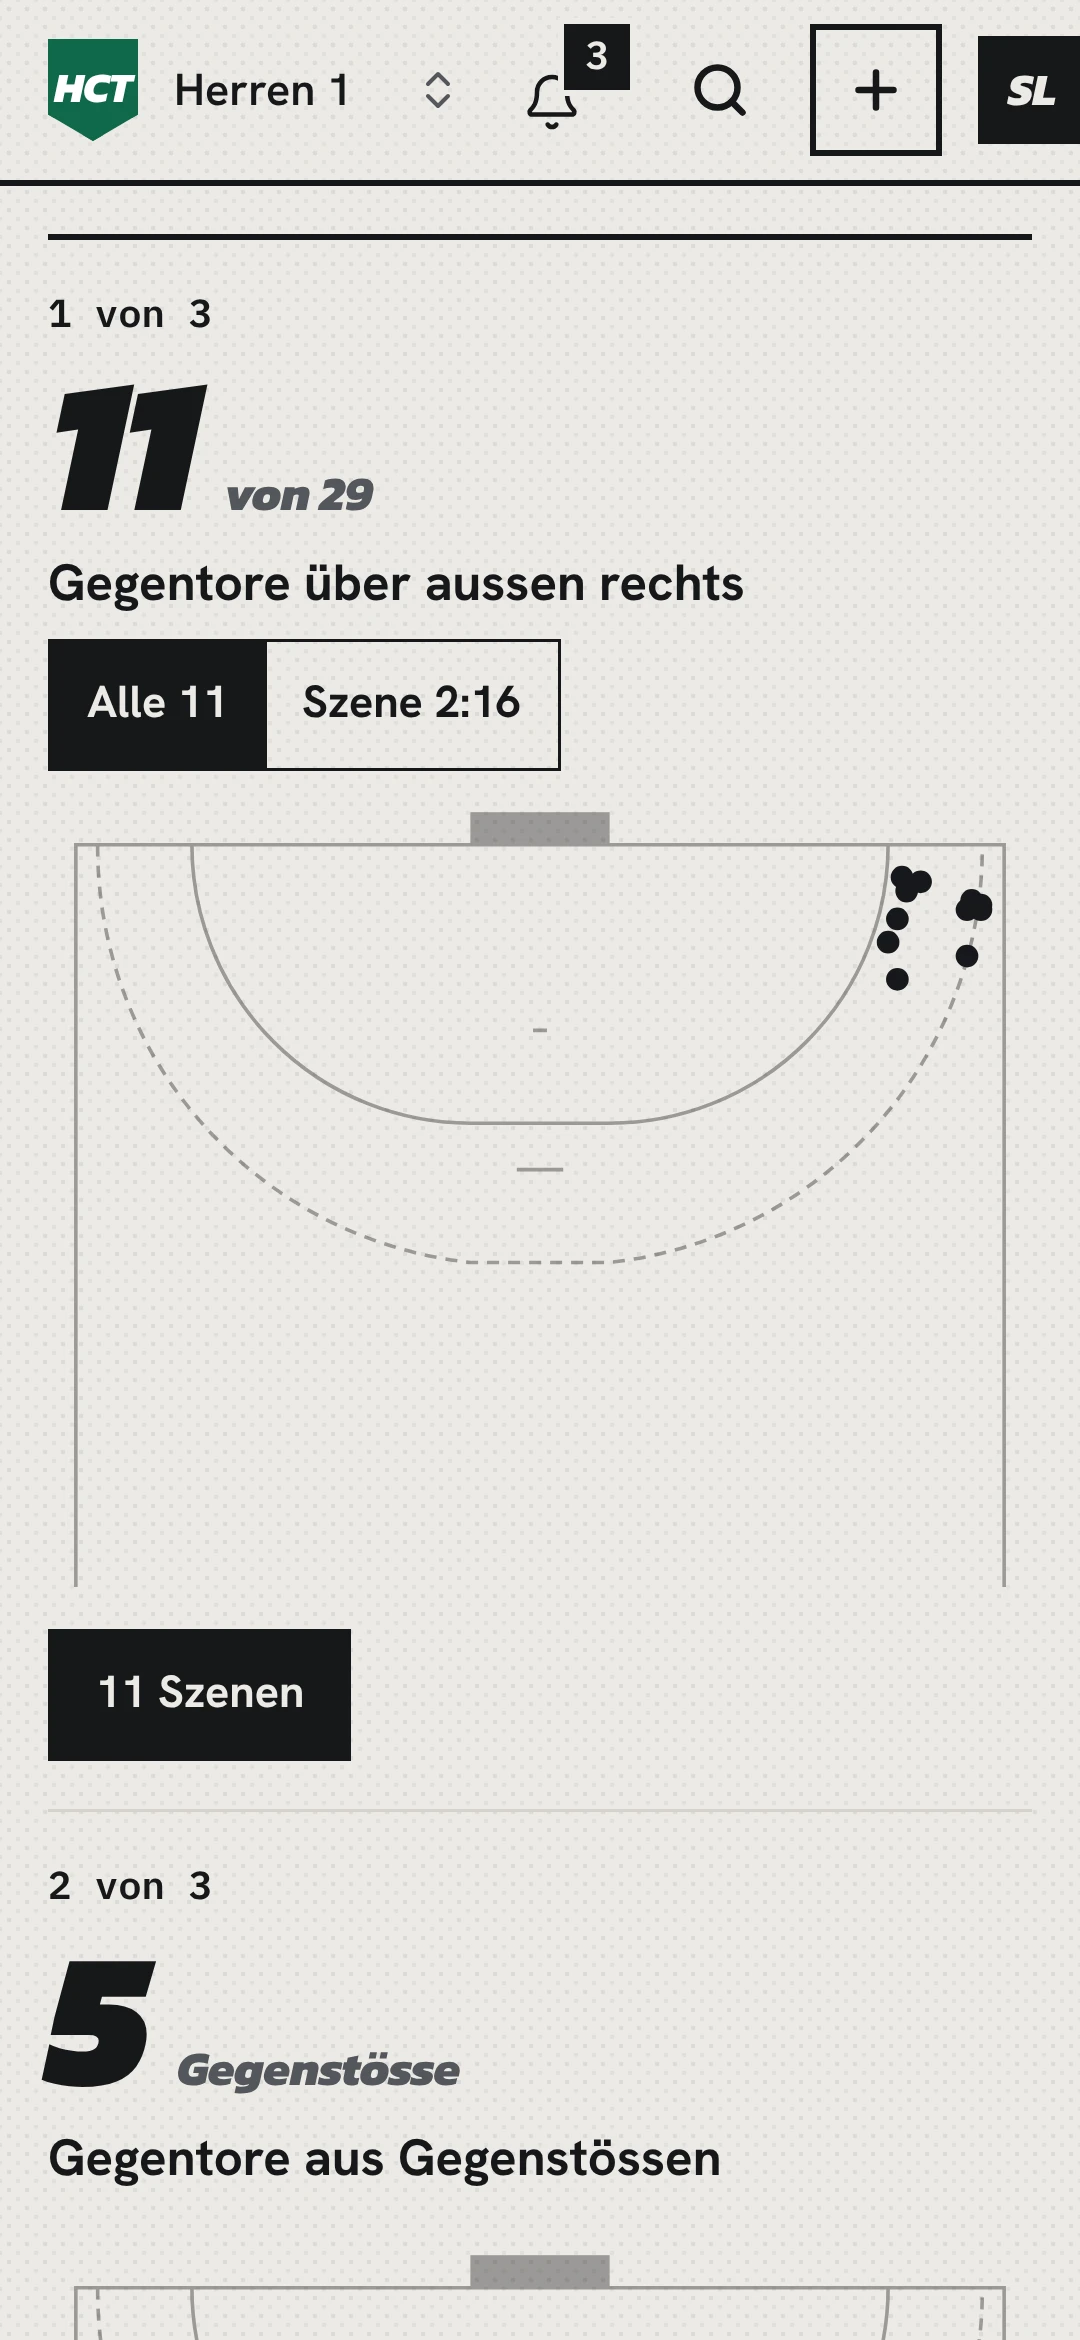 HCT
Herren 1
3
SL
1 von 3
11 von 29
Gegentore über aussen rechts
Alle 11
Szene 2:16
11 Szenen
2 von 3
5 Gegenstösse
Gegentore aus Gegenstössen